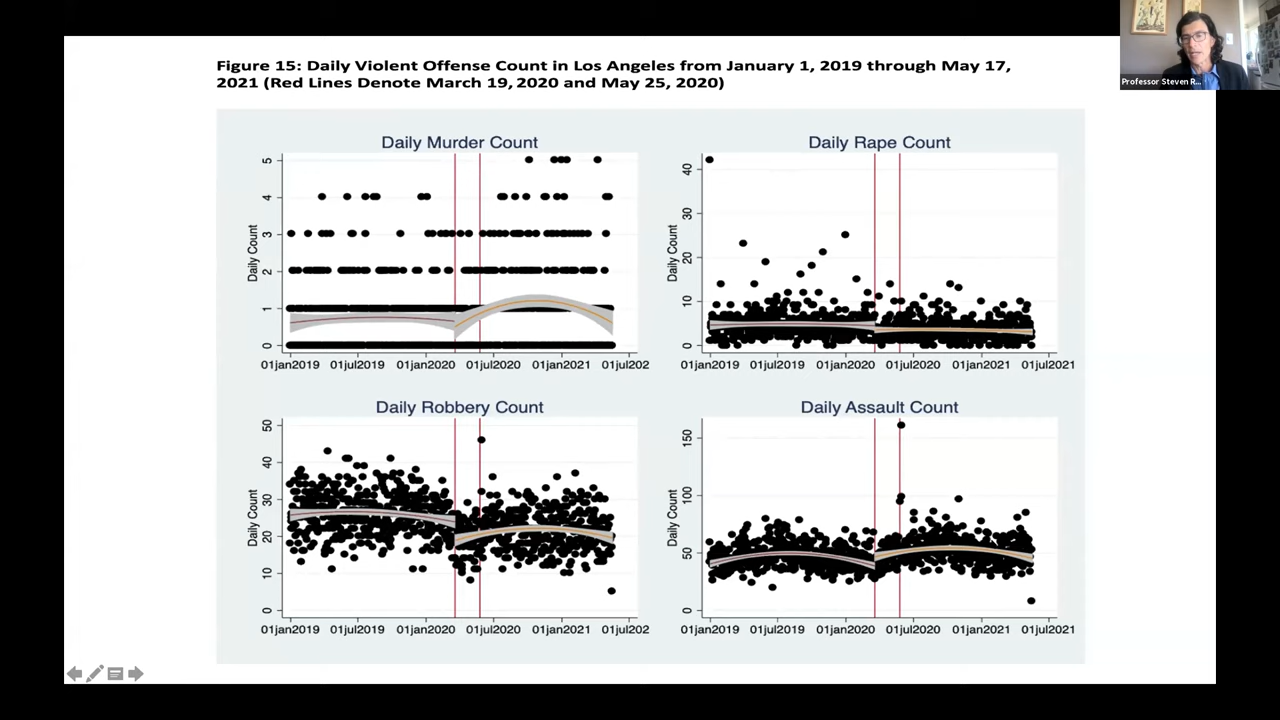 Professor Steven R...
Figure 15: Daily Violent Offense Count in Los Angeles from January 1, 2019 through May 17,
2021 (Red Lines Denote March 19, 2020 and May 25, 2020)
Daily Murder Count
Daily Count
5
4
3
2
1
0
01jan2019 01jul2019 01jan2020 01jul2020 01jan2021 01jul202
Daily Rape Count
Daily Count
40
30
20
10
0
01jan2019 01jul2019 01jan2020 01jul2020 01jan2021 01jul2021
Daily Robbery Count
Daily Count
50
40
30
20
10
0
01jan2019 01jul2019 01jan2020 01jul2020 01jan2021 01jul202
Daily Assault Count
Daily Count
150
100
50
0
01jan2019 01jul2019 01jan2020 01jul2020 01jan2021 01jul2021